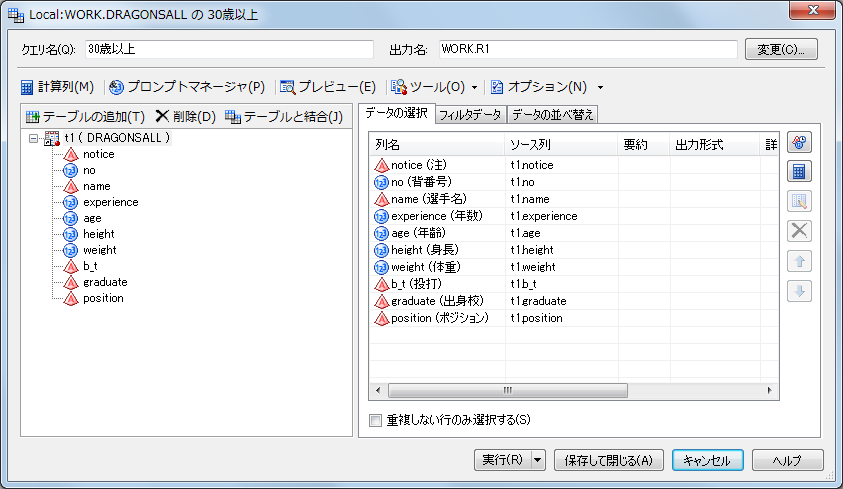 Local:WORK.DRAGONSALL の 30歳以上
クエリ名(Q): 30歳以上 出力名: WORK.R1 変更(C)...
計算列(M) プロンプトマネージャ(P) プレビュー(E) ツール(O) オプション(N)
テーブルの追加(T) 削除(D) テーブルと結合(J)
t1 ( DRAGONSALL )
notice
no
name
experience
age
height
weight
b_t
graduate
position
データの選択 フィルタデータ データの並べ替え
列名 ソース列 要約 出力形式 詳
notice (注) t1.notice
no (背番号) t1.no
name (選手名) t1.name
experience (年数) t1.experience
age (年齢) t1.age
height (身長) t1.height
weight (体重) t1.weight
b_t (投打) t1.b_t
graduate (出身校) t1.graduate
position (ポジション) t1.position
重複しない行のみ選択する(S)
実行(R) 保存して閉じる(A) キャンセル ヘルプ